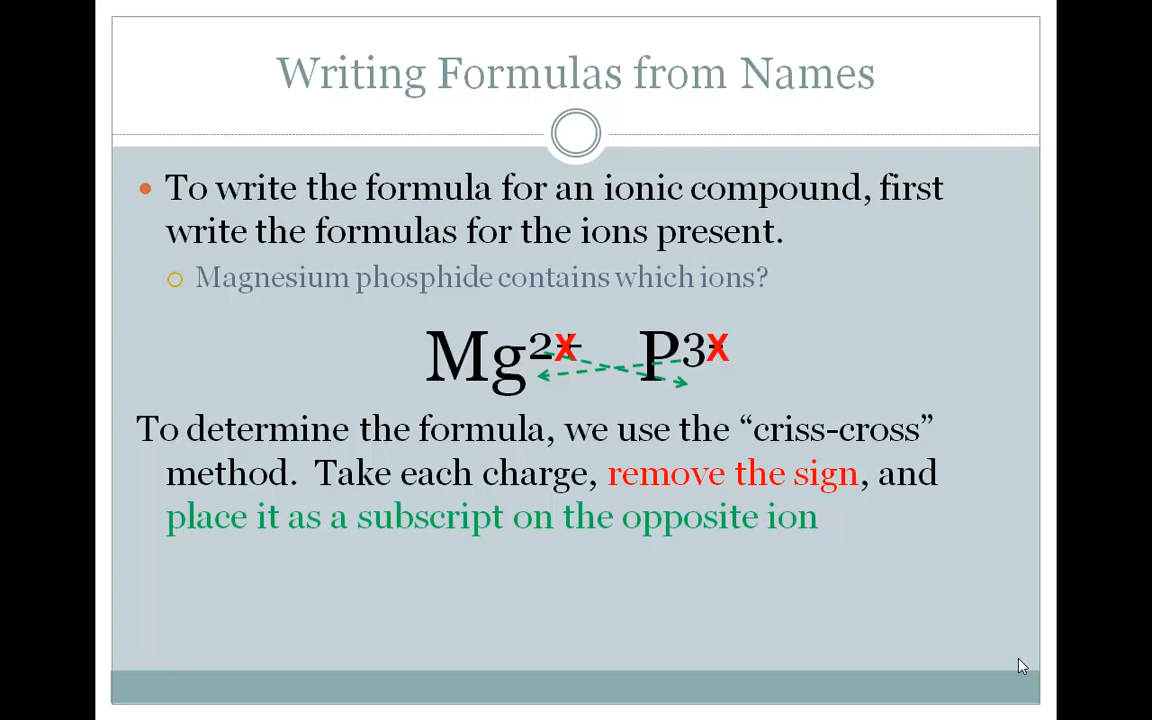 Writing Formulas from Names
• To write the formula for an ionic compound, first
write the formulas for the ions present.
○ Magnesium phosphide contains which ions?
Mg²⁺ X P³⁻ X
To determine the formula, we use the “criss-cross”
method. Take each charge, remove the sign, and
place it as a subscript on the opposite ion